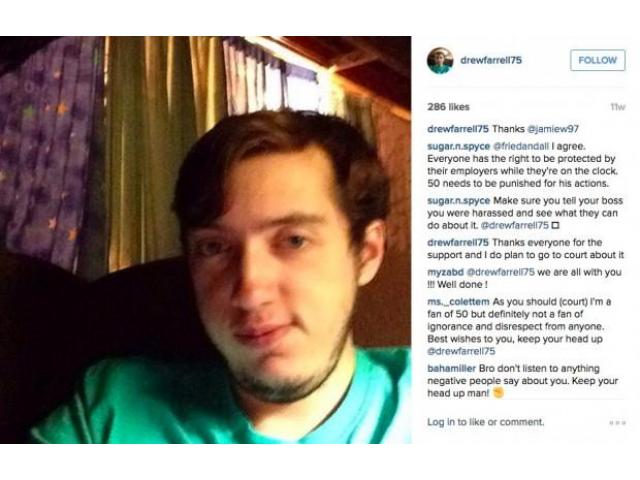 drewfarrell75
FOLLOW
286 likes
11w
drewfarrell75 Thanks @jamiew97
sugar.n.spyce @friedandall I agree.
Everyone has the right to be protected by
their employers while they're on the clock.
50 needs to be punished for his actions.
sugar.n.spyce Make sure you tell your boss
you were harassed and see what they can
do about it. @drewfarrell75 □
drewfarrell75 Thanks everyone for the
support and I do plan to go to court about it
myzabd @drewfarrell75 we are all with you
!!! Well done !
ms._colettem As you should (court) I'm a
fan of 50 but definitely not a fan of
ignorance and disrespect from anyone.
Best wishes to you, keep your head up
@drewfarrell75
bahamiller Bro don't listen to anything
negative people say about you. Keep your
head up man! ✊
Log in to like or comment.